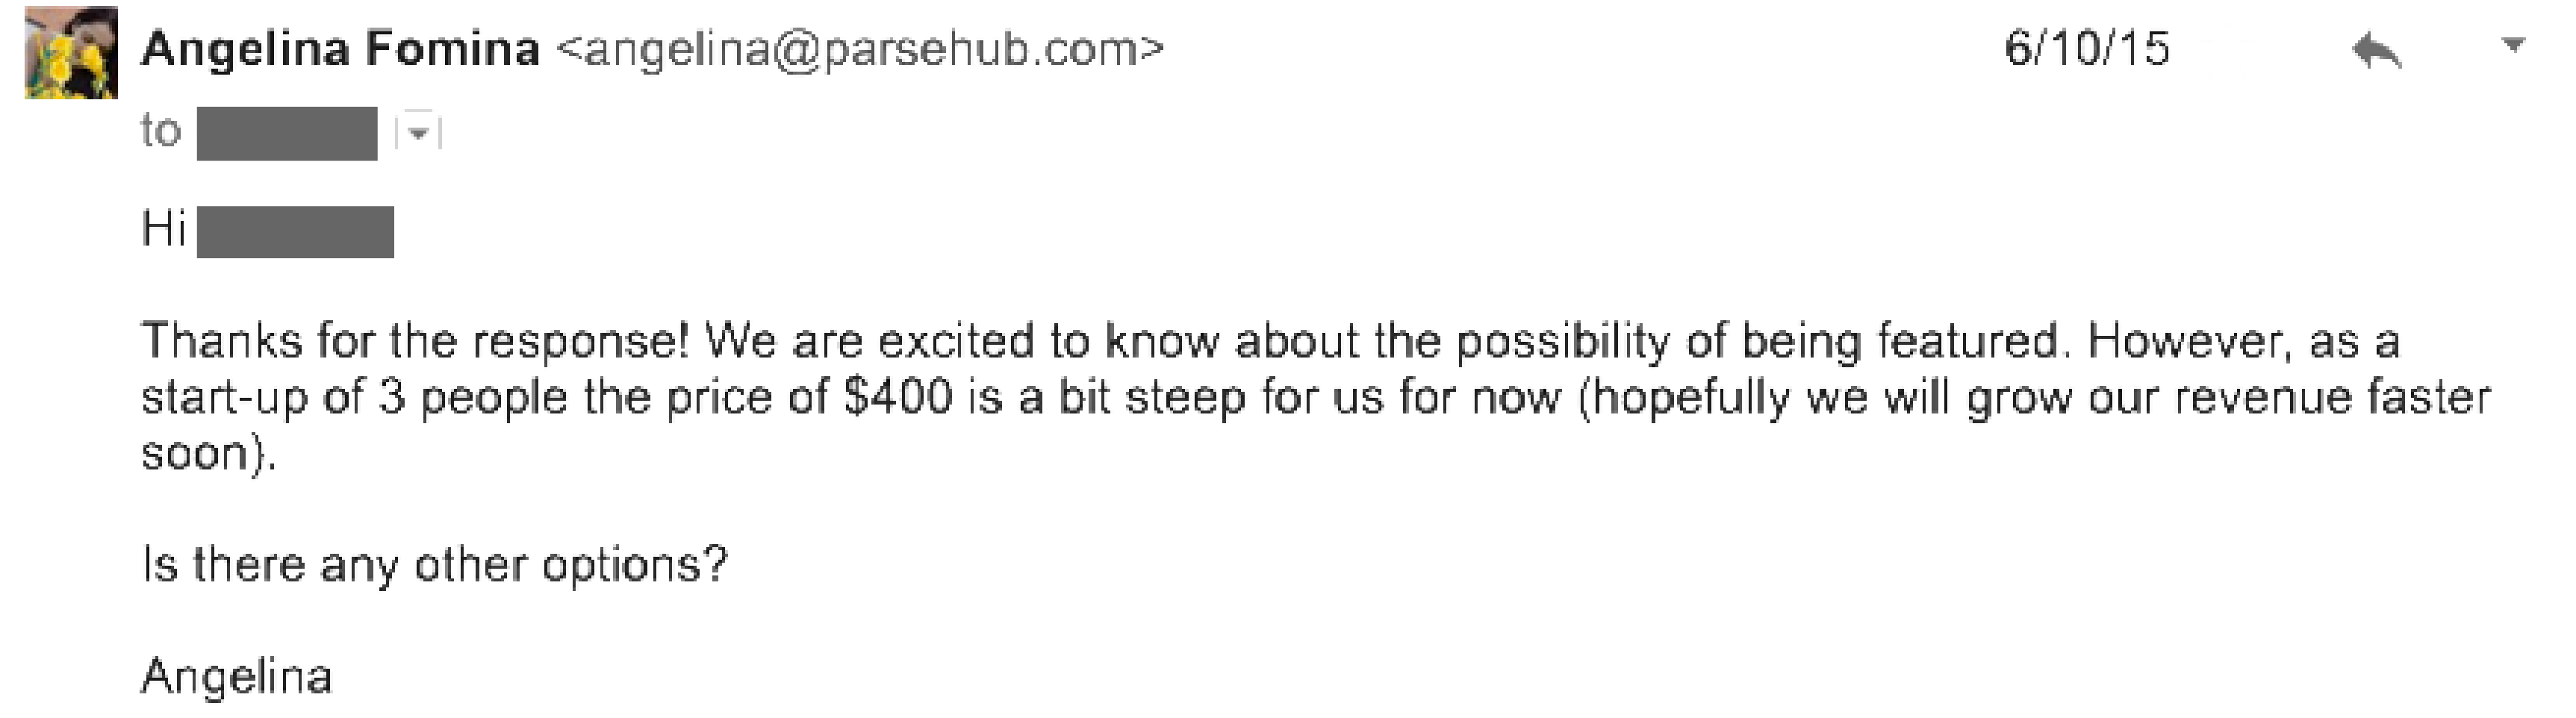 Angelina Fomina <angelina@parsehub.com> 6/10/15
to
Hi
Thanks for the response! We are excited to know about the possibility of being featured. However, as a
start-up of 3 people the price of $400 is a bit steep for us for now (hopefully we will grow our revenue faster
soon).
Is there any other options?
Angelina